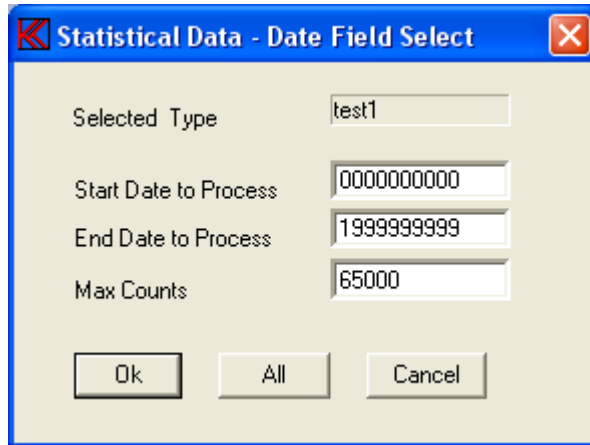 Statistical Data - Date Field Select
Selected Type test1
Start Date to Process 0000000000
End Date to Process 1999999999
Max Counts 65000
Ok All Cancel